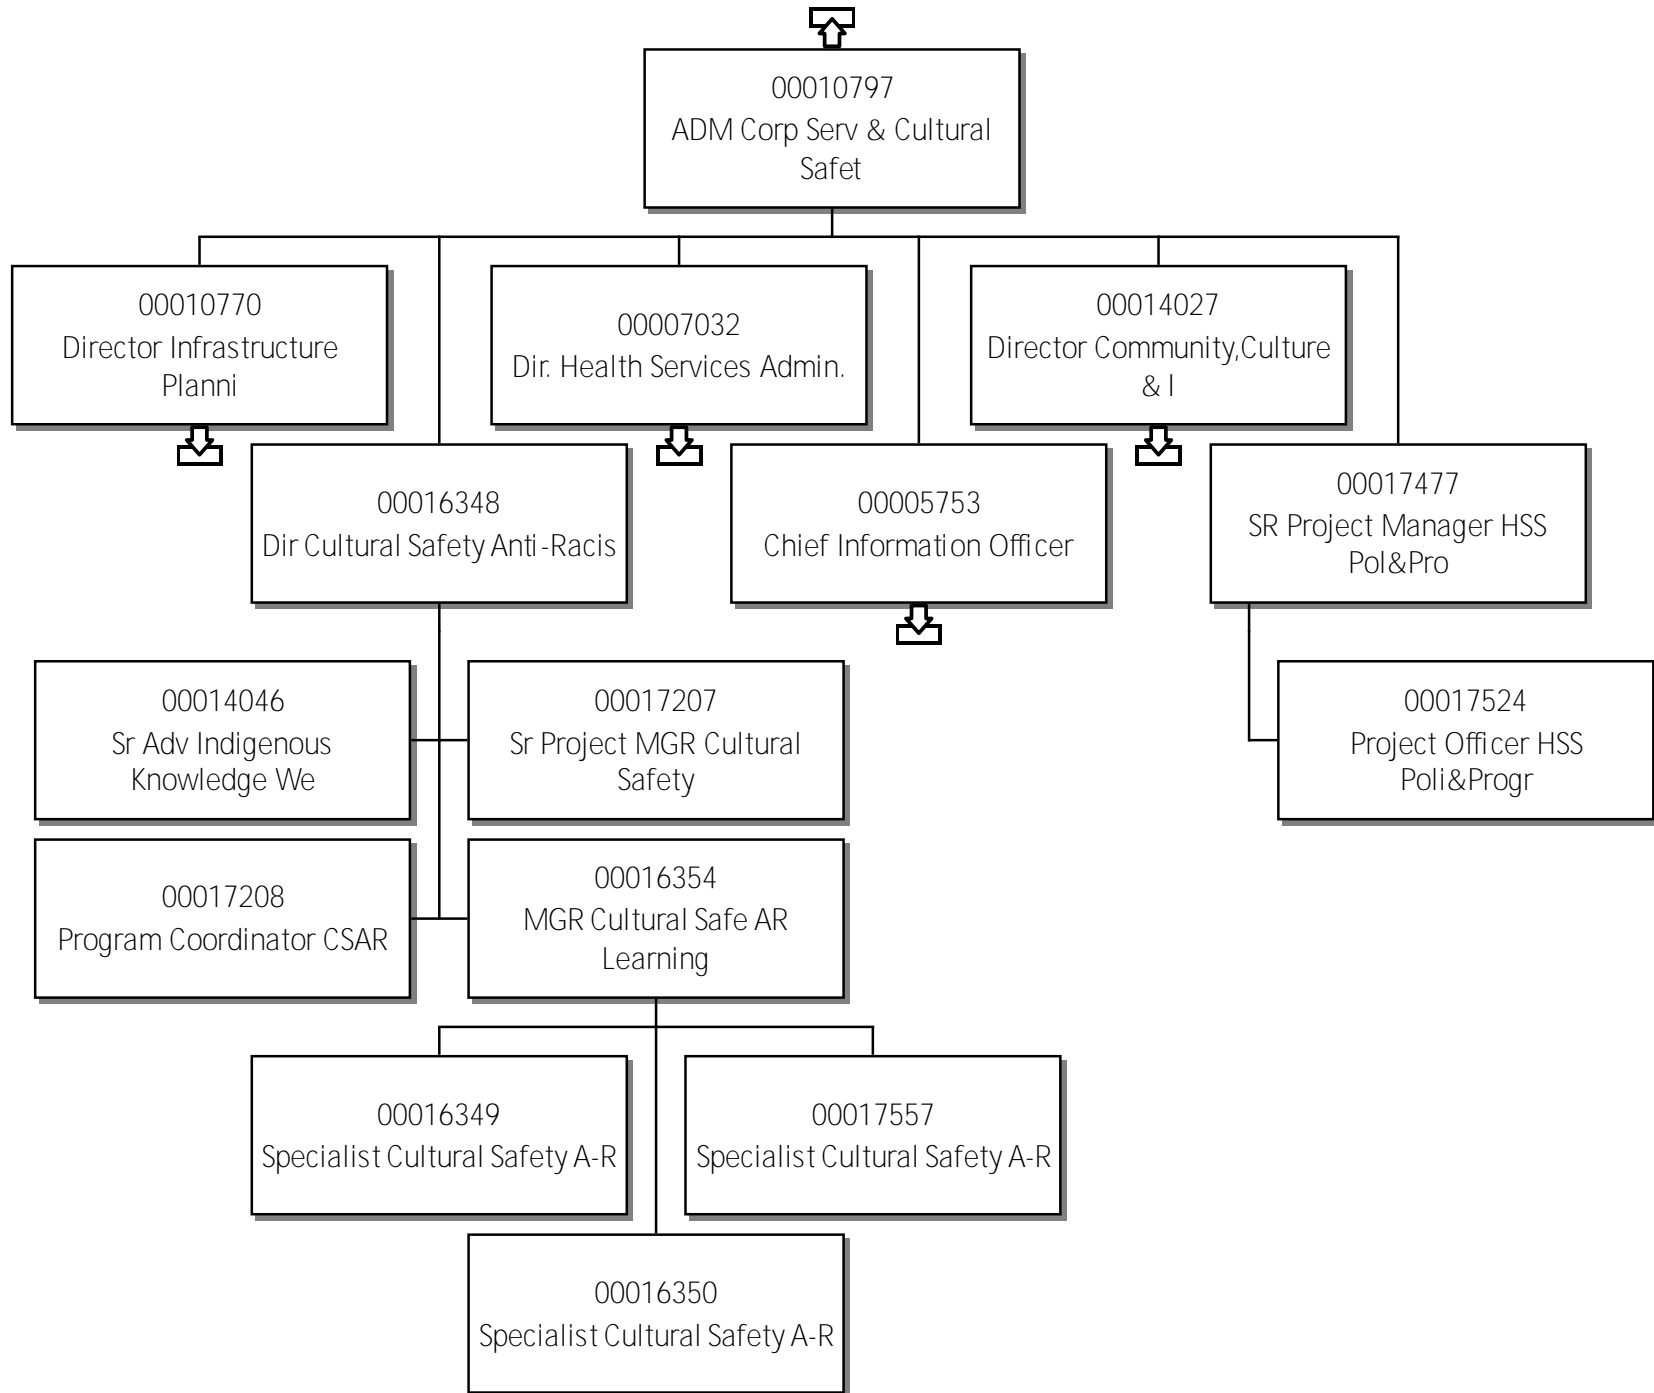 00010797
ADM Corp Serv & Cultural
Safet
00010770
Director Infrastructure
Planni
00007032
Dir. Health Services Admin.
00014027
Director Community,Culture
& I
00016348
Dir Cultural Safety Anti-Racis
00005753
Chief Information Officer
00017477
SR Project Manager HSS
Pol&Pro
00014046
Sr Adv Indigenous
Knowledge We
00017207
Sr Project MGR Cultural
Safety
00017524
Project Officer HSS
Poli&Progr
00017208
Program Coordinator CSAR
00016354
MGR Cultural Safe AR
Learning
00016349
Specialist Cultural Safety A-R
00017557
Specialist Cultural Safety A-R
00016350
Specialist Cultural Safety A-R